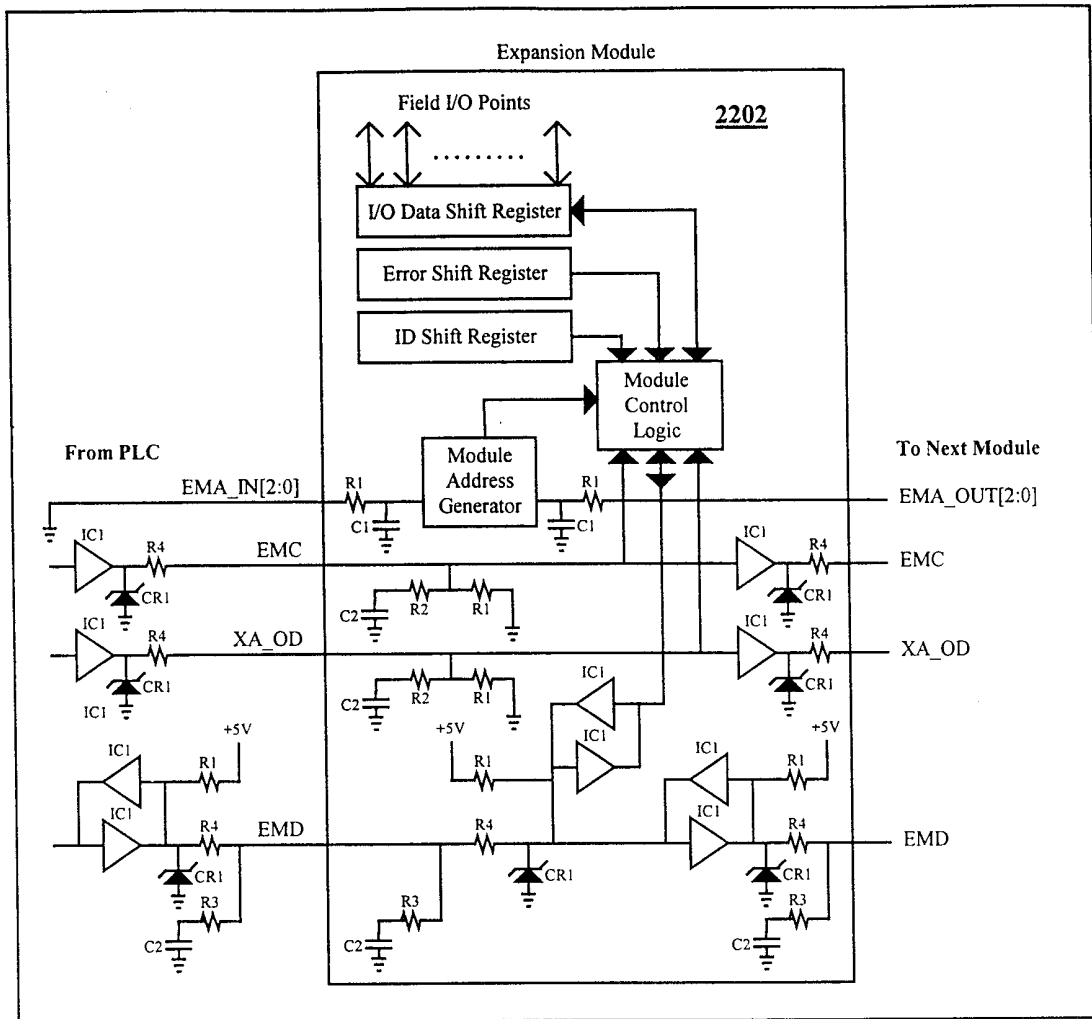 Expansion Module
Field I/O Points
2202
I/O Data Shift Register
Error Shift Register
ID Shift Register
Module
Control
Logic
From PLC
To Next Module
Module
Address
Generator
EMA_IN[2:0]
R1
C1
R1
C1
EMA_OUT[2:0]
IC1
R4
EMC
CR1
C2
R2
R1
IC1
R4
EMC
CR1
IC1
R4
XA_OD
CR1
IC1
C2
R2
R1
IC1
R4
XA_OD
CR1
+5V
IC1
R1
IC1
R4
EMD
CR1
R3
C2
+5V
R1
IC1
IC1
R4
CR1
R3
C2
+5V
IC1
R1
IC1
R4
EMD
CR1
R3
C2